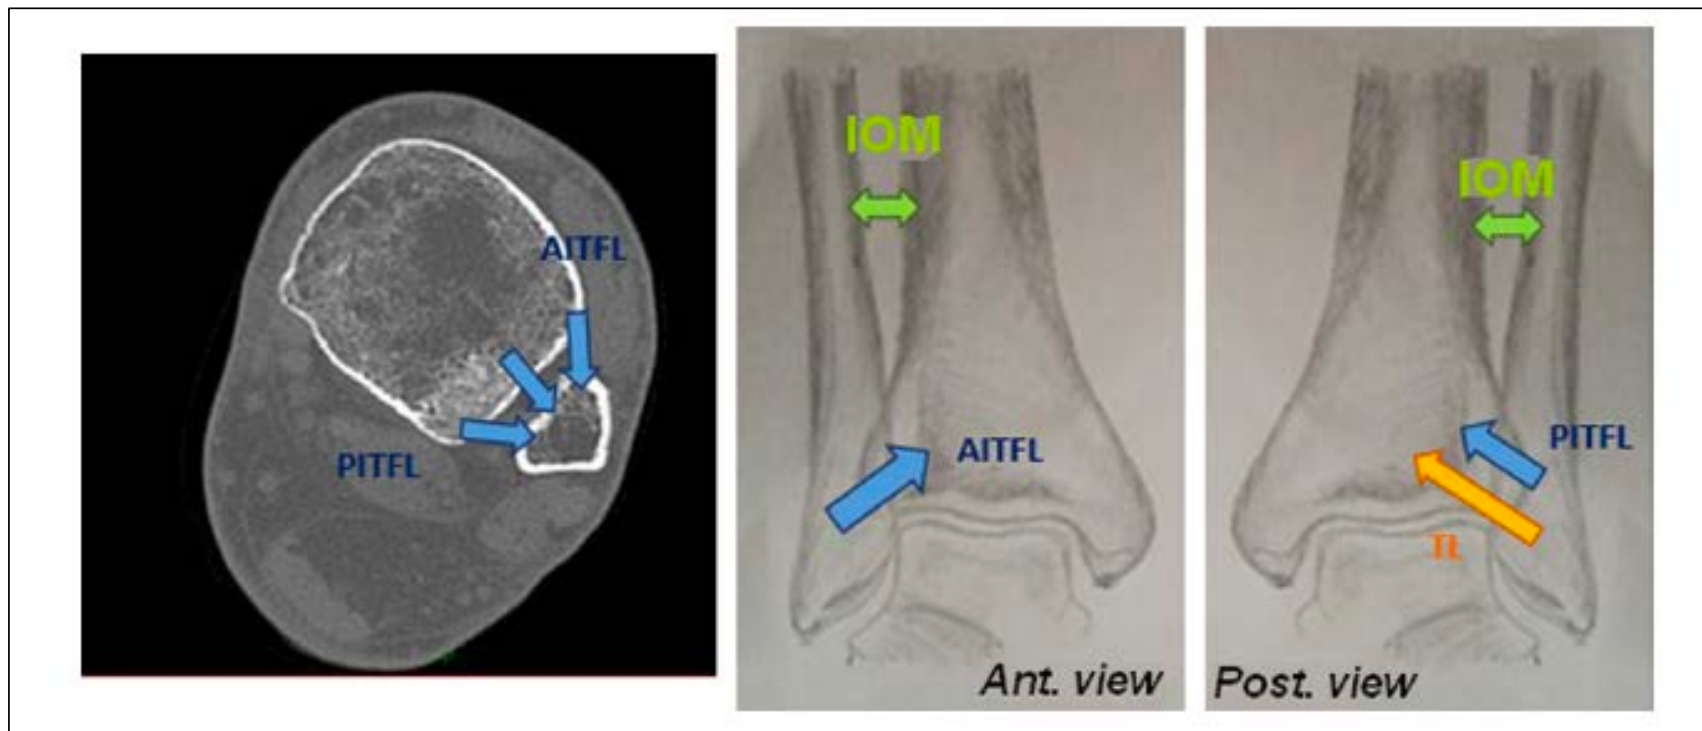 AITFL
PITFL
IOM
AITFL
Ant. view
IOM
PITFL
TL
Post. view